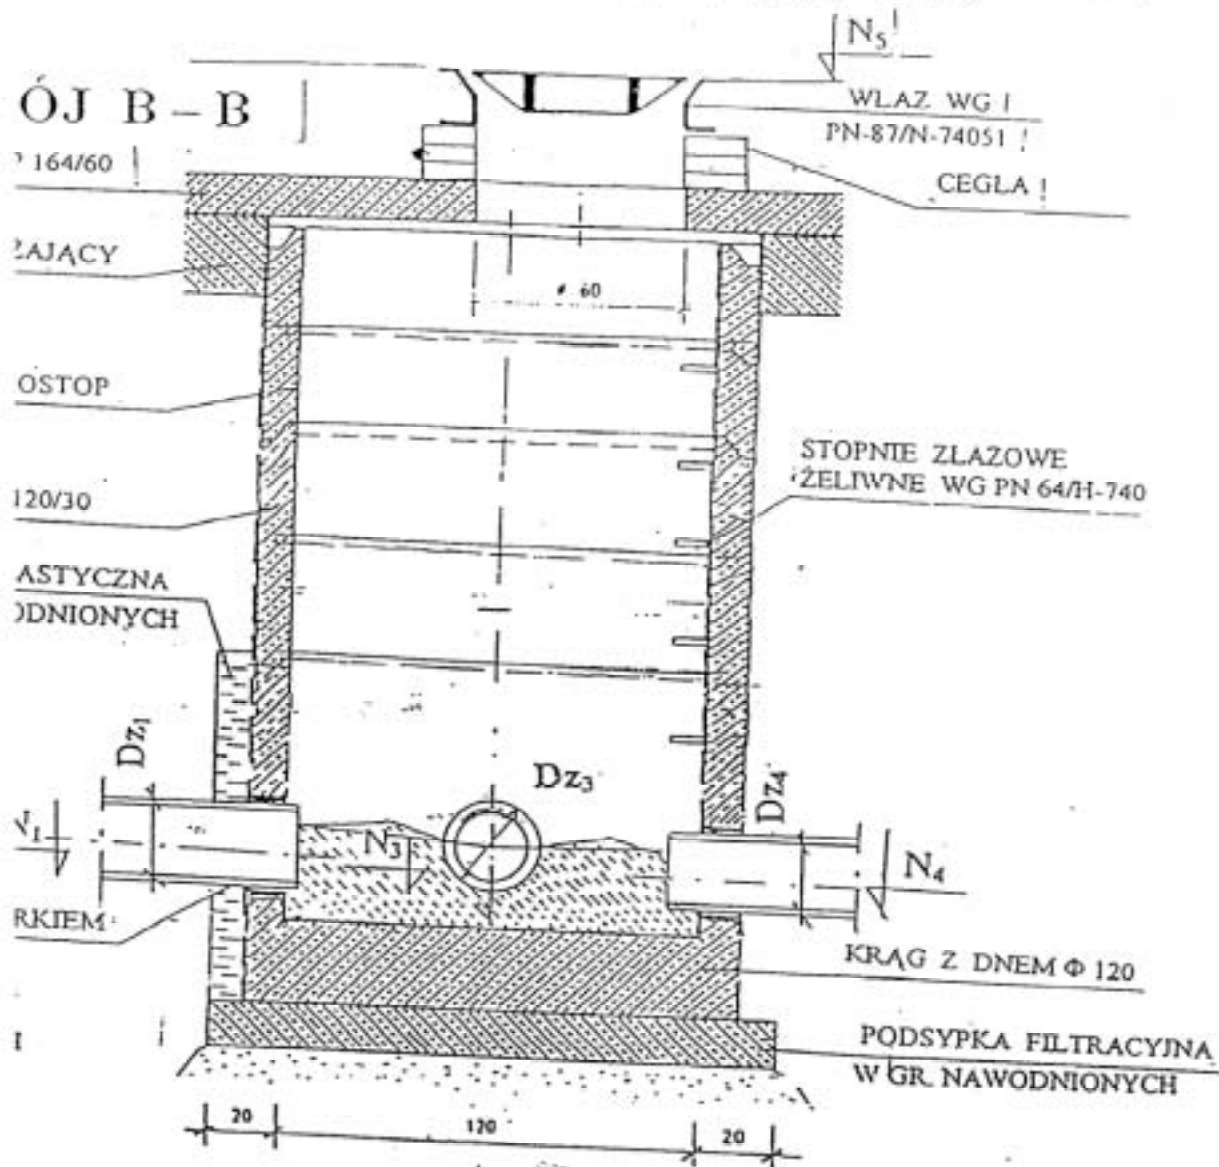 N5
ÓJ B – B
WLAZ WG
PN-87/N-74051
P 164/60
CEGLA
ŻAJĄCY
ø 60
OSTOP
STOPNIE ZLAZOWE
ŻELIWNE WG PN 64/H-740
120/30
ASTYCZNA
ODNIONYCH
Dz1
Dz3
Dz4
N1
N3
N4
RKIEM
KRĄG Z DNEM Φ 120
PODSYPKA FILTRACYJNA
W GR. NAWODNIONYCH
20
120
20